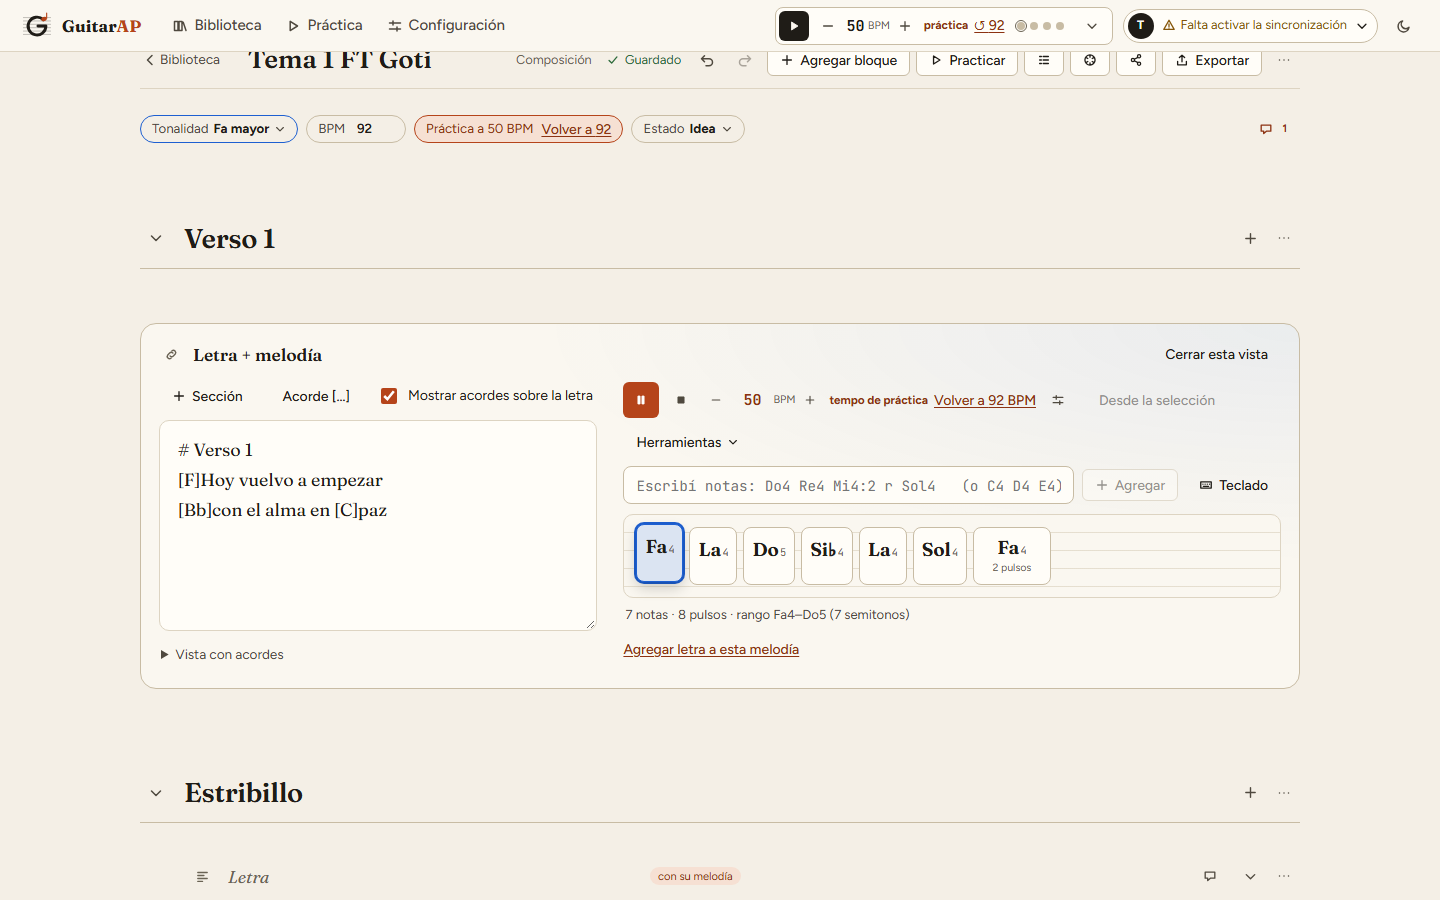 GuitarAP
Biblioteca
Práctica
Configuración
50 BPM
práctica ↺ 92
T
Falta activar la sincronización
Biblioteca
Tema 1 FT Goti
Composición
Guardado
Agregar bloque
Practicar
Exportar
Tonalidad Fa mayor
BPM 92
Práctica a 50 BPM Volver a 92
Estado Idea
1
Verso 1
Letra + melodía
Cerrar esta vista
Sección
Acorde [...]
Mostrar acordes sobre la letra
50 BPM
tempo de práctica Volver a 92 BPM
Desde la selección
Herramientas
# Verso 1
[F]Hoy vuelvo a empezar
[Bb]con el alma en [C]paz
Vista con acordes
Escribí notas: Do4 Re4 Mi4:2 r Sol4 (o C4 D4 E4)
Agregar
Teclado
Fa4
La4
Do5
Si♭4
La4
Sol4
Fa4
2 pulsos
7 notas · 8 pulsos · rango Fa4–Do5 (7 semitonos)
Agregar letra a esta melodía
Estribillo
Letra
con su melodía